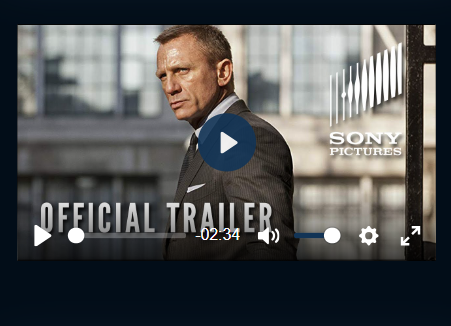 SONY
PICTURES
OFFICIAL TRAILER
-02:34